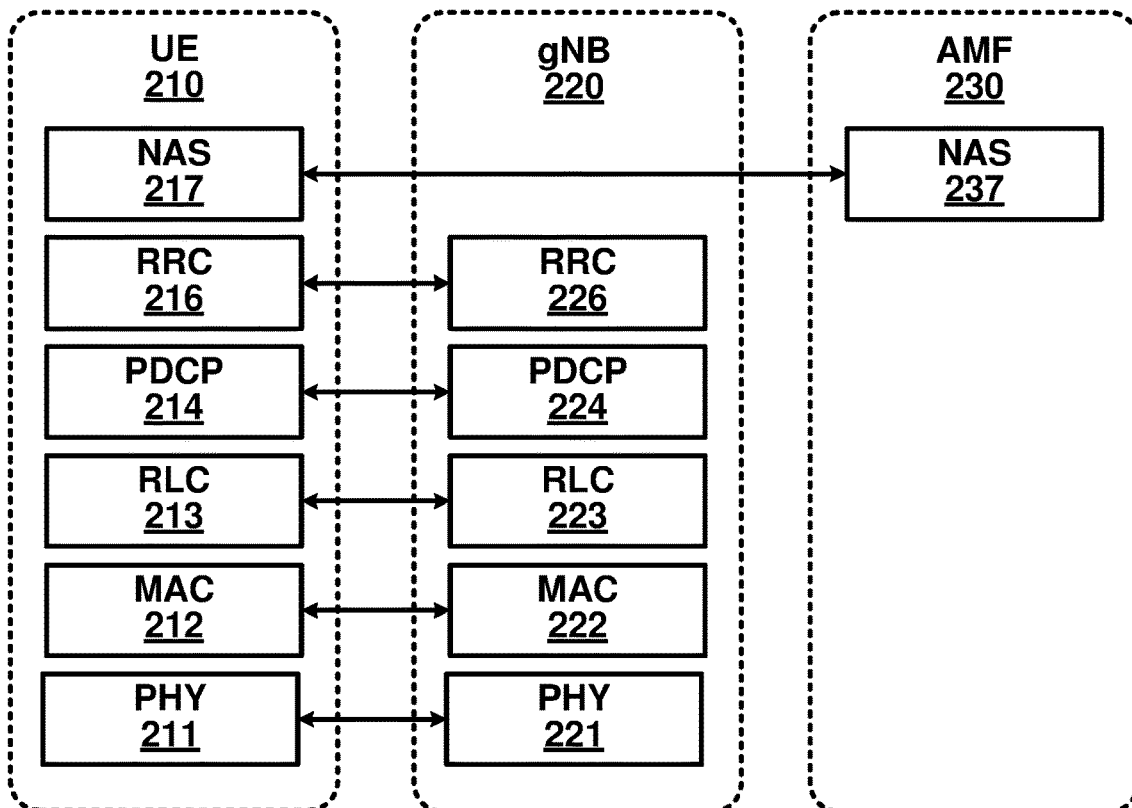 UE
210
gNB
220
AMF
230
NAS
217
NAS
237
RRC
216
RRC
226
PDCP
214
PDCP
224
RLC
213
RLC
223
MAC
212
MAC
222
PHY
211
PHY
221